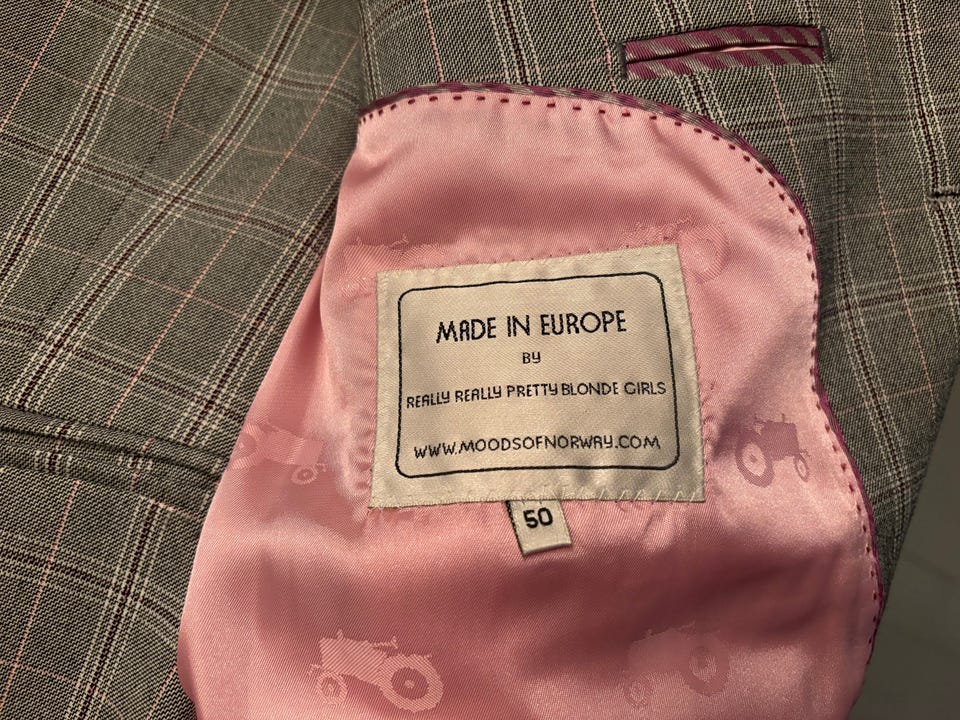 MADE IN EUROPE
BY
REALLY REALLY PRETTY BLONDE GIRLS
WWW.MOODSOFNORWAY.COM
50